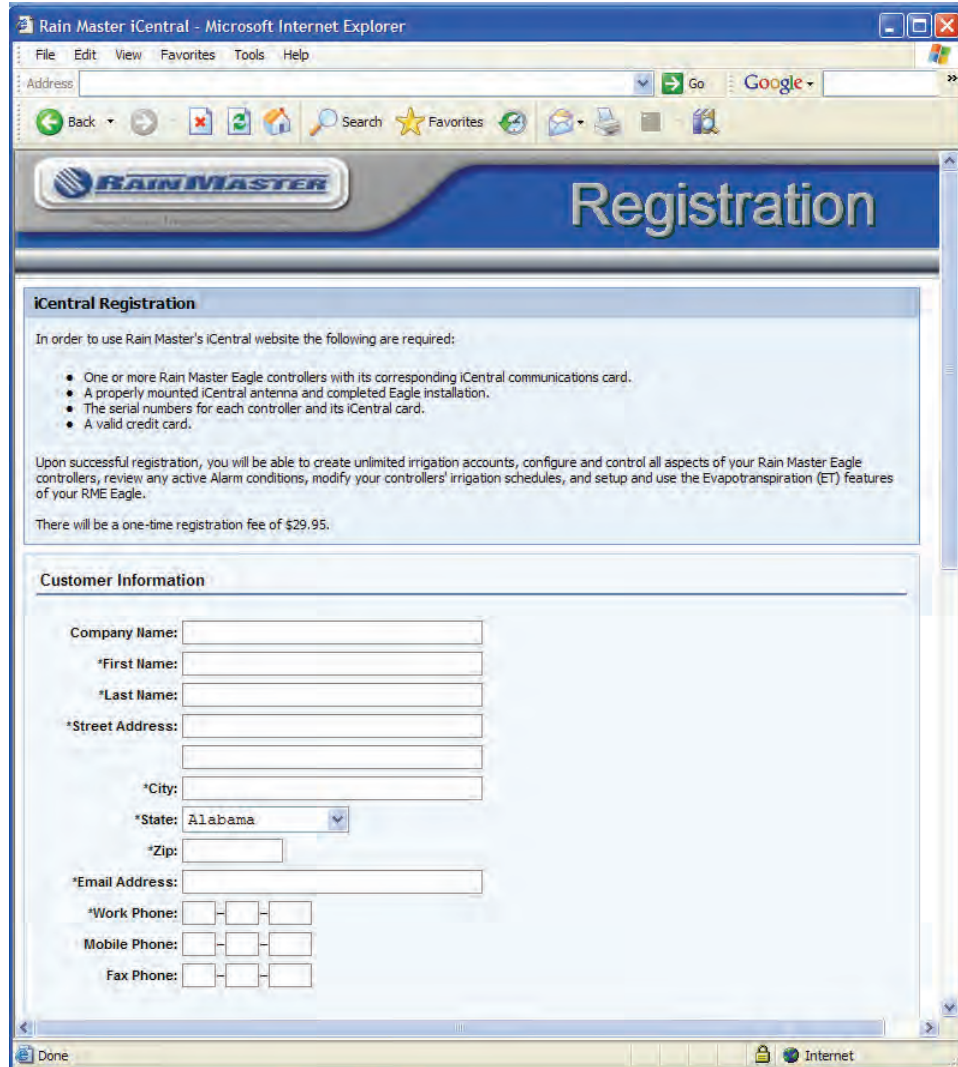 Rain Master iCentral - Microsoft Internet Explorer
File Edit View Favorites Tools Help
Address Go Google
Back Search Favorites
RAIN MASTER
Registration
iCentral Registration
In order to use Rain Master's iCentral website the following are required:
• One or more Rain Master Eagle controllers with its corresponding iCentral communications card.
• A properly mounted iCentral antenna and completed Eagle installation.
• The serial numbers for each controller and its iCentral card.
• A valid credit card.
Upon successful registration, you will be able to create unlimited irrigation accounts, configure and control all aspects of your Rain Master Eagle
controllers, review any active Alarm conditions, modify your controllers' irrigation schedules, and setup and use the Evapotranspiration (ET) features
of your RME Eagle.
There will be a one-time registration fee of $29.95.
Customer Information
Company Name:
*First Name:
*Last Name:
*Street Address:
*City:
*State: Alabama
*Zip:
*Email Address:
*Work Phone: - -
Mobile Phone: - -
Fax Phone: - -
Done Internet